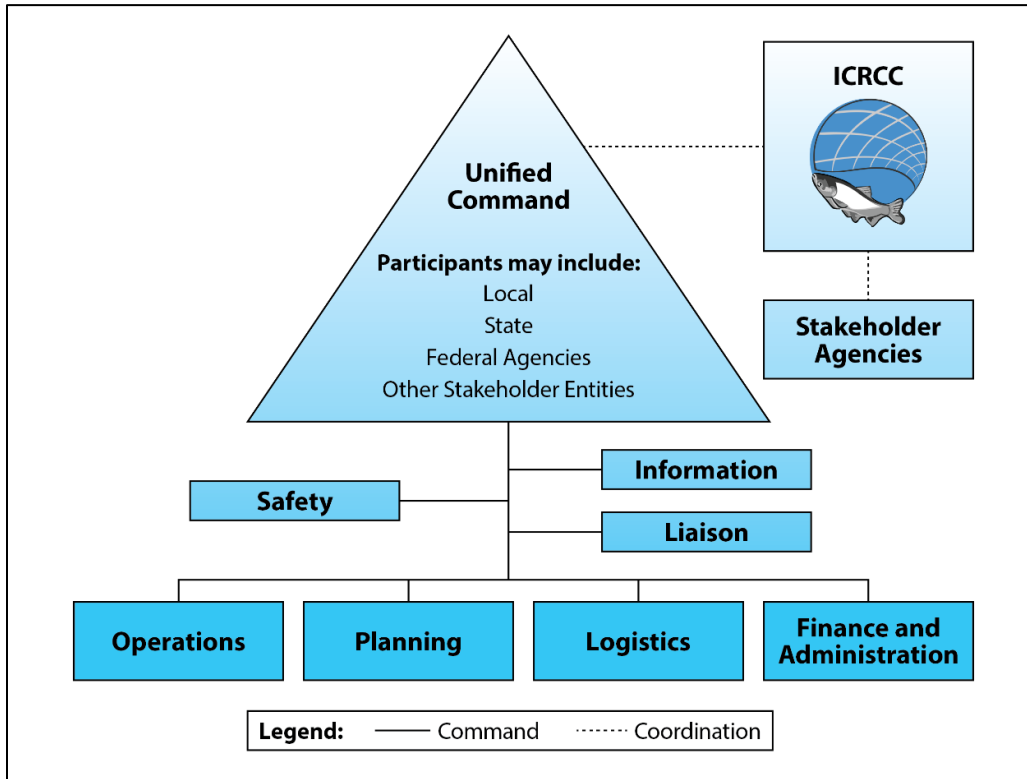 ICRCC
Unified
Command
Participants may include:
Local
State
Federal Agencies
Other Stakeholder Entities
Stakeholder
Agencies
Information
Safety
Liaison
Operations
Planning
Logistics
Finance and
Administration
Legend: Command Coordination